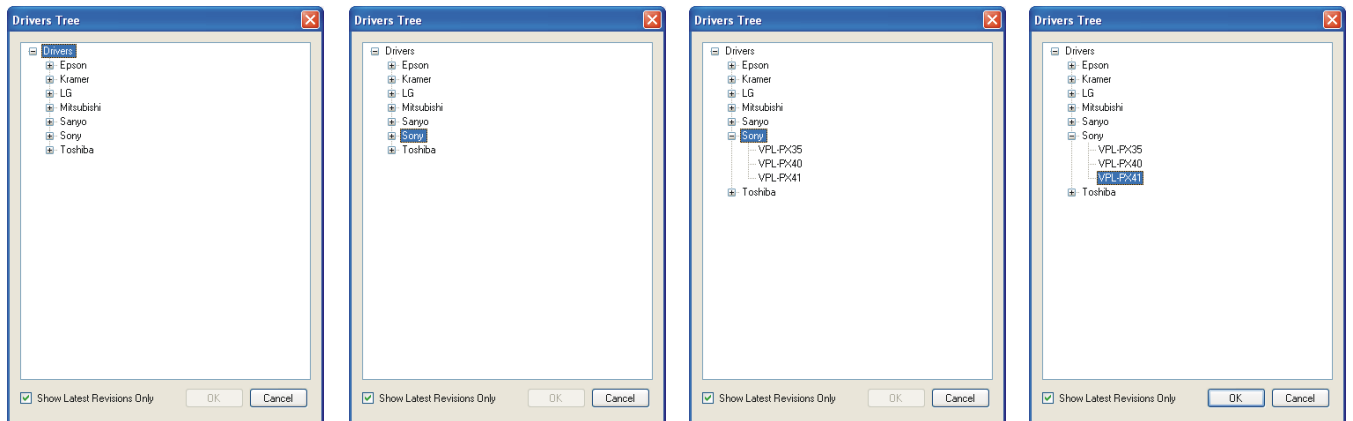 Drivers Tree
Drivers
Epson
Kramer
LG
Mitsubishi
Sanyo
Sony
Toshiba
Show Latest Revisions Only
OK
Cancel
Drivers Tree
Drivers
Epson
Kramer
LG
Mitsubishi
Sanyo
Sony
Toshiba
Show Latest Revisions Only
OK
Cancel
Drivers Tree
Drivers
Epson
Kramer
LG
Mitsubishi
Sanyo
Sony
VPL-PX35
VPL-PX40
VPL-PX41
Toshiba
Show Latest Revisions Only
OK
Cancel
Drivers Tree
Drivers
Epson
Kramer
LG
Mitsubishi
Sanyo
Sony
VPL-PX35
VPL-PX40
VPL-PX41
Toshiba
Show Latest Revisions Only
OK
Cancel